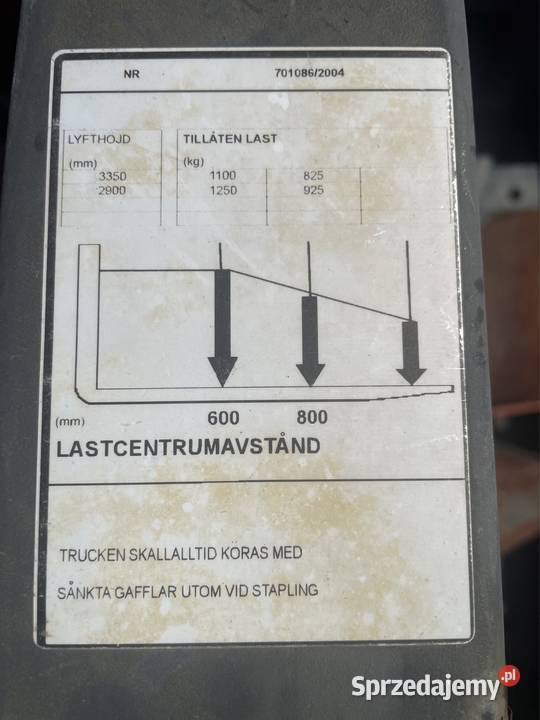 NR 701086/2004
LYFTHOJD TILLÅTEN LAST
(mm) (kg)
3350 1100 825
2900 1250 925
(mm) 600 800
LASTCENTRUMAVSTÅND
TRUCKEN SKALLALLTID KORAS MED
SÅNKTA GAFFLAR UTOM VID STAPLING
Sprzedajemy.pl